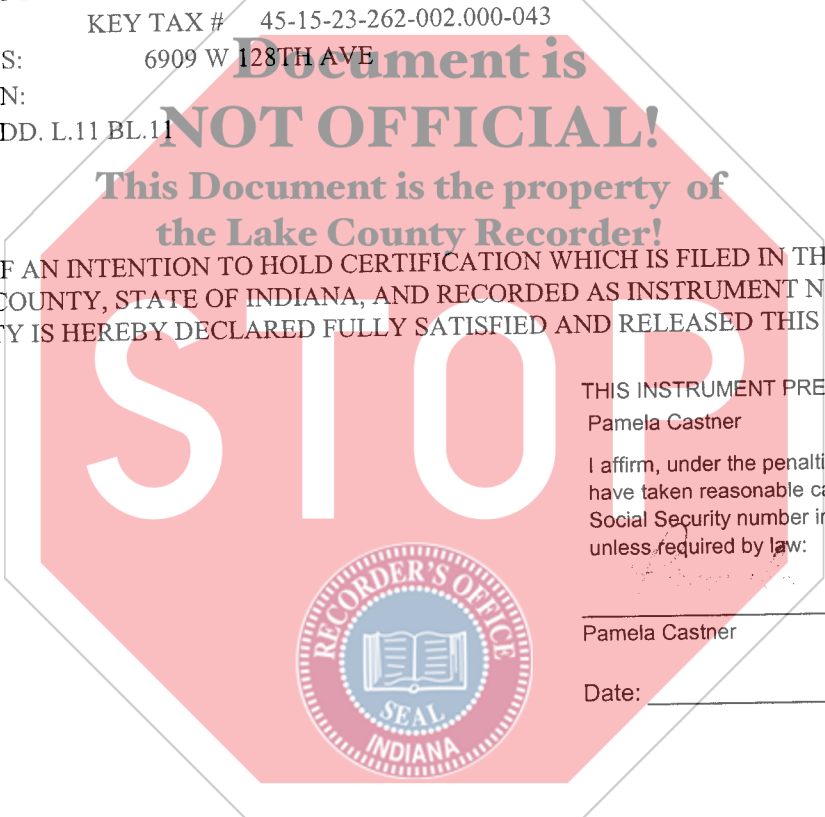 KEY TAX # 45-15-23-262-002.000-043
S: 6909 W 128TH AVE
N:
DD. L.11 BL.11
Document is
NOT OFFICIAL!
This Document is the property of
the Lake County Recorder!
F AN INTENTION TO HOLD CERTIFICATION WHICH IS FILED IN TH
COUNTY, STATE OF INDIANA, AND RECORDED AS INSTRUMENT N
TY IS HEREBY DECLARED FULLY SATISFIED AND RELEASED THIS
STOP
THIS INSTRUMENT PRE
Pamela Castner
I affirm, under the penalti
have taken reasonable ca
Social Security number in
unless required by law:
Pamela Castner
Date:
RECORDER'S OFFICE
SEAL
INDIANA